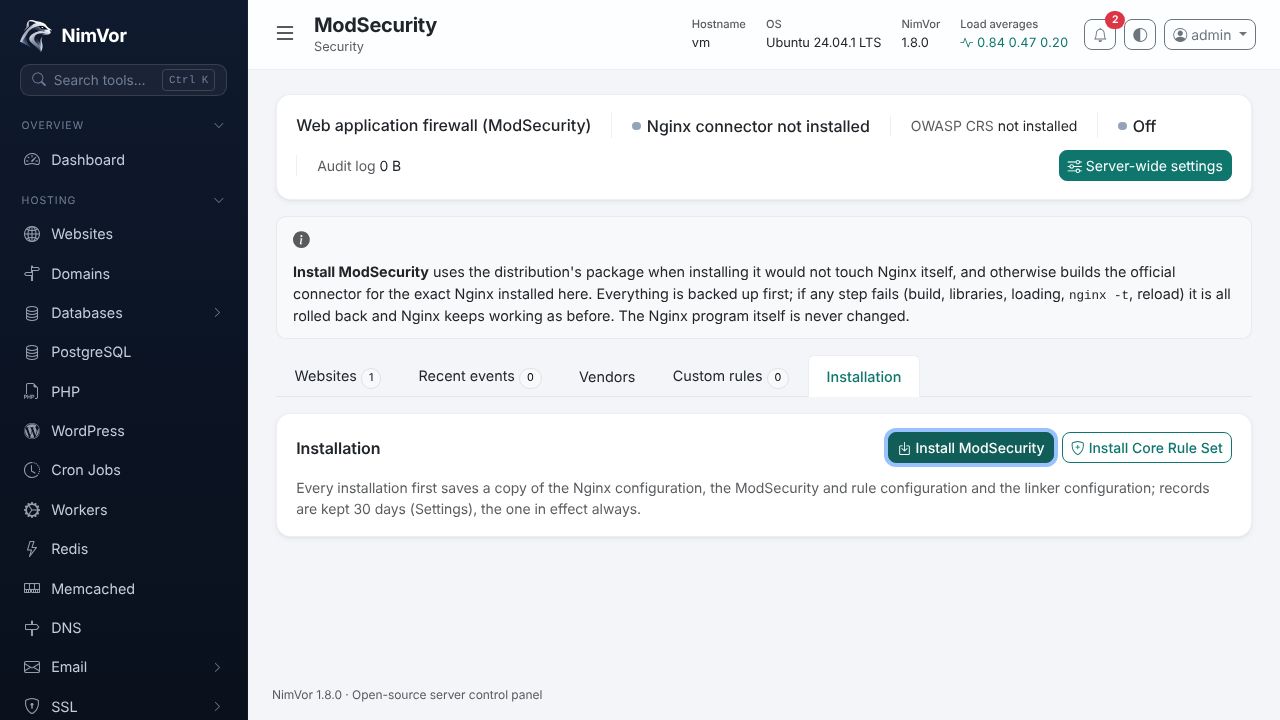 NimVor
Search tools... Ctrl K
OVERVIEW
Dashboard
HOSTING
Websites
Domains
Databases
PostgreSQL
PHP
WordPress
Cron Jobs
Workers
Redis
Memcached
DNS
Email
SSL
ModSecurity
Security
Hostname
vm
OS
Ubuntu 24.04.1 LTS
NimVor
1.8.0
Load averages
0.84 0.47 0.20
2
admin
Web application firewall (ModSecurity)
Nginx connector not installed
OWASP CRS not installed
Off
Audit log 0 B
Server-wide settings
Install ModSecurity uses the distribution's package when installing it would not touch Nginx itself, and otherwise builds the official
connector for the exact Nginx installed here. Everything is backed up first; if any step fails (build, libraries, loading, nginx -t, reload) it is all
rolled back and Nginx keeps working as before. The Nginx program itself is never changed.
Websites 1
Recent events 0
Vendors
Custom rules 0
Installation
Installation
Install ModSecurity
Install Core Rule Set
Every installation first saves a copy of the Nginx configuration, the ModSecurity and rule configuration and the linker configuration; records
are kept 30 days (Settings), the one in effect always.
NimVor 1.8.0 · Open-source server control panel